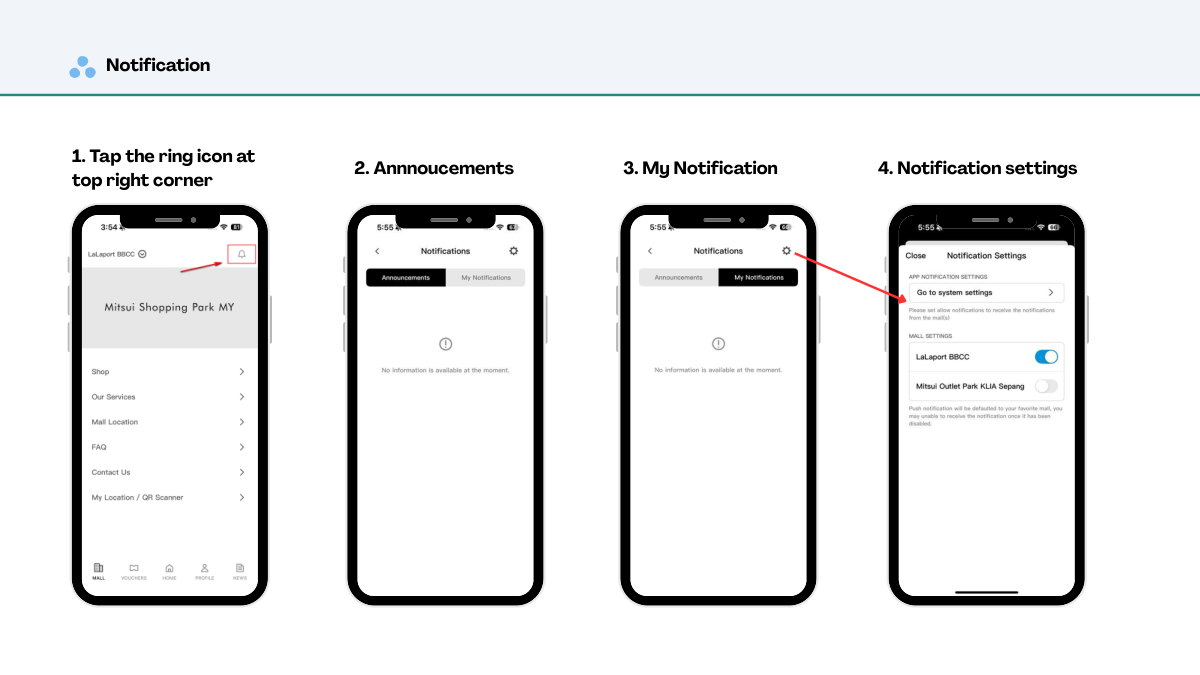 Notification
1. Tap the ring icon at
top right corner
3:54
61
LaLaport BBCC
Mitsui Shopping Park MY
Shop
Our Services
Mall Location
FAQ
Contact Us
My Location / QR Scanner
MALL
VOUCHERS
HOME
PROFILE
NEWS
2. Annnoucements
5:55
Notifications
Announcements
My Notifications
No information is available at the moment.
3. My Notification
5:55
Notifications
Announcements
My Notifications
No information is available at the moment.
4. Notification settings
5:55
Close
Notification Settings
APP NOTIFICATION SETTINGS
Go to system settings
Please set allow notifications to receive the notifications
from the mall(s)
MALL SETTINGS
LaLaport BBCC
Mitsui Outlet Park KLIA Sepang
Push notification will be defaulted to your favorite mall, you
may unable to receive the notification once it has been
disabled.